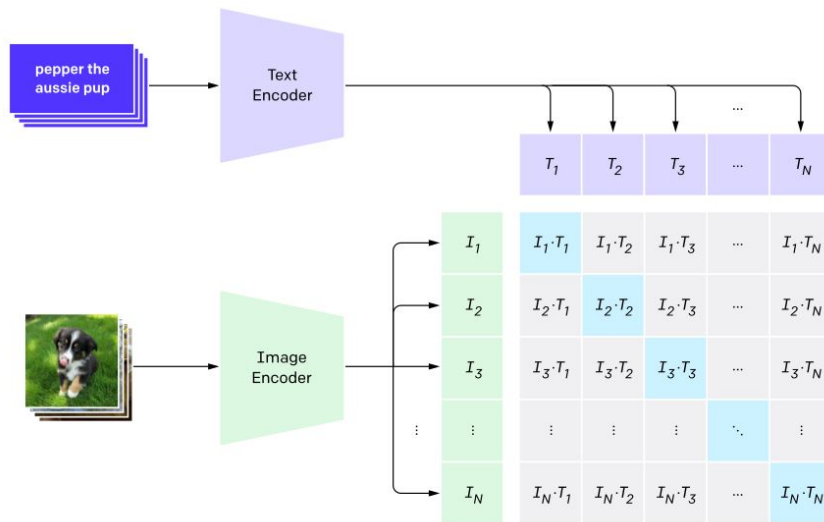 pepper the
aussie pup
Text
Encoder
...
T1 T2 T3 ... TN
I1 I1·T1 I1·T2 I1·T3 ... I1·TN
I2 I2·T1 I2·T2 I2·T3 ... I2·TN
Image
Encoder
I3 I3·T1 I3·T2 I3·T3 ... I3·TN
⋮ ⋮ ⋮ ⋮ ⋮ ⋱ ⋮
IN IN·T1 IN·T2 IN·T3 ... IN·TN